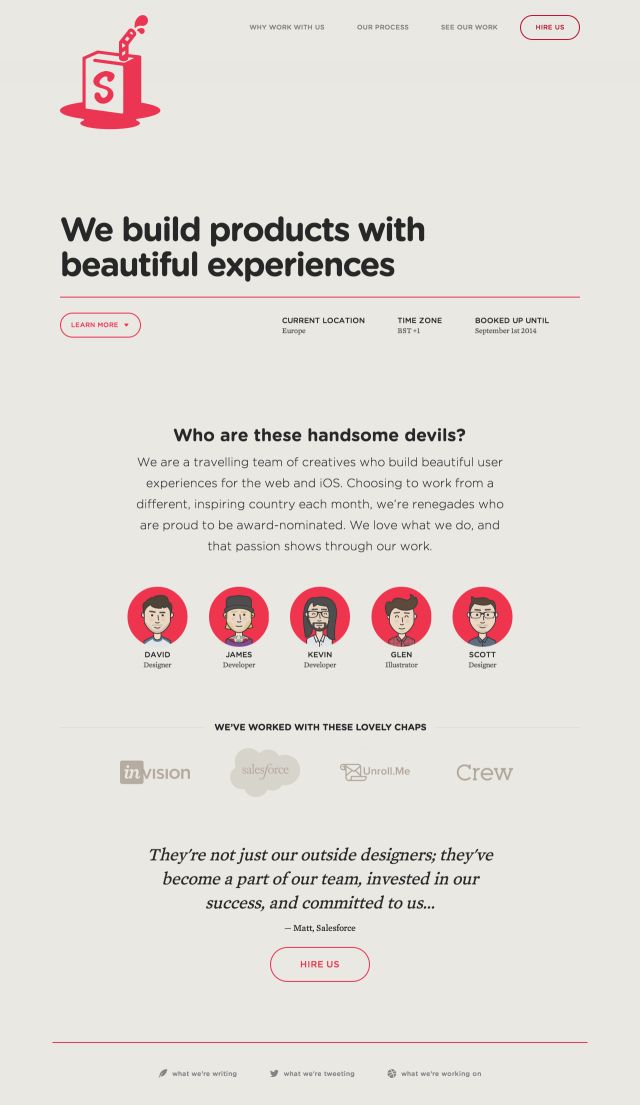 WHY WORK WITH US
OUR PROCESS
SEE OUR WORK
HIRE US
S
We build products with
beautiful experiences
LEARN MORE
CURRENT LOCATION
Europe
TIME ZONE
BST +1
BOOKED UP UNTIL
September 1st 2014
Who are these handsome devils?
We are a travelling team of creatives who build beautiful user
experiences for the web and iOS. Choosing to work from a
different, inspiring country each month, we're renegades who
are proud to be award-nominated. We love what we do, and
that passion shows through our work.
DAVID
Designer
JAMES
Developer
KEVIN
Developer
GLEN
Illustrator
SCOTT
Designer
WE'VE WORKED WITH THESE LOVELY CHAPS
inVISION
salesforce
Unroll.Me
Crew
They're not just our outside designers; they've
become a part of our team, invested in our
success, and committed to us...
— Matt, Salesforce
HIRE US
what we're writing
what we're tweeting
what we're working on